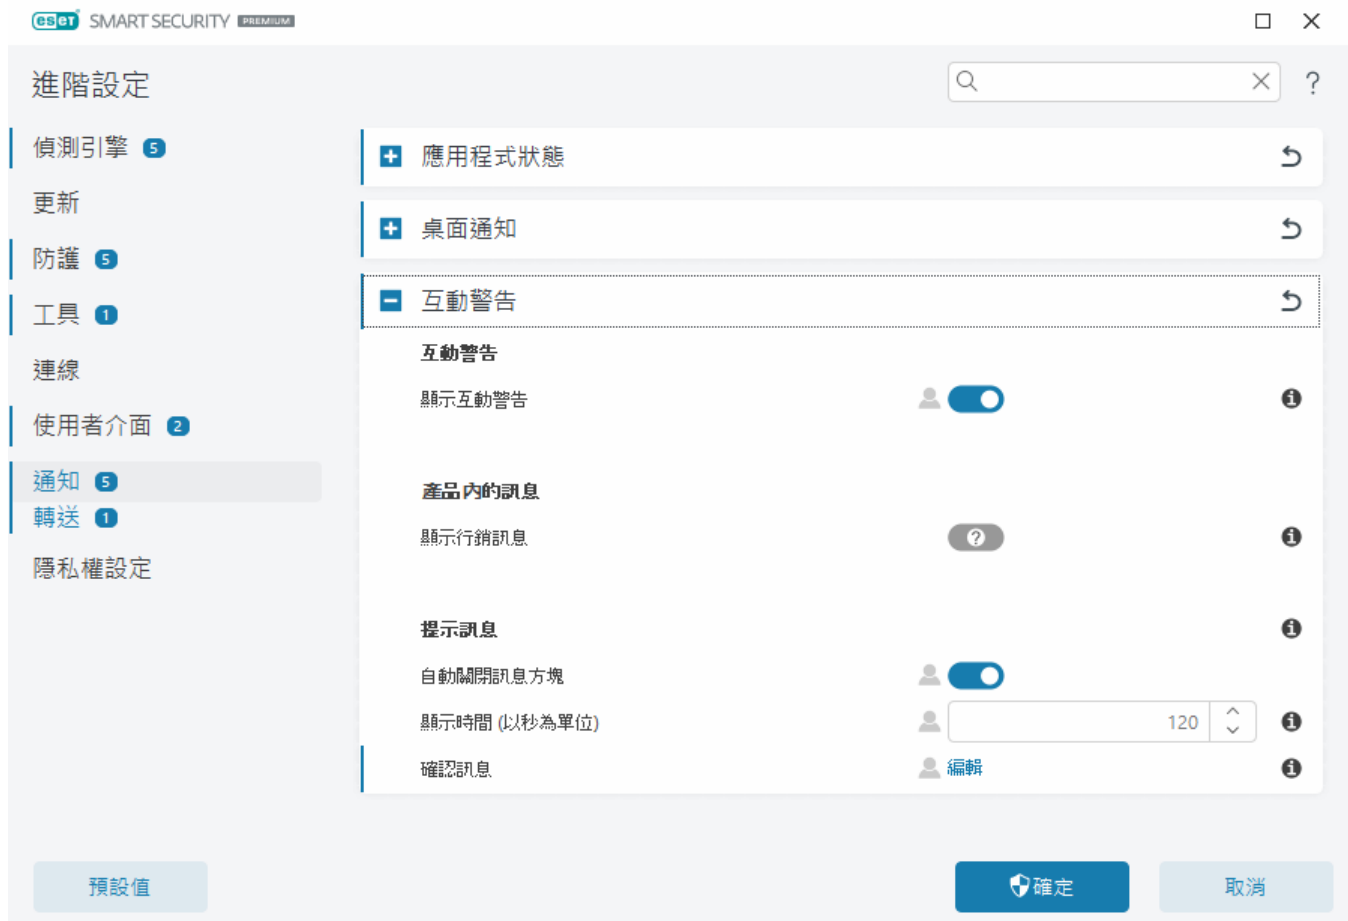 eset SMART SECURITY PREMIUM
進階設定
?
偵測引擎 5
更新
防護 5
工具 1
連線
使用者介面 2
通知 5
轉送 1
隱私權設定
應用程式狀態
桌面通知
互動警告
互動警告
顯示互動警告
產品內的訊息
顯示行銷訊息
?
提示訊息
自動關閉訊息方塊
顯示時間 (以秒為單位)
120
確認訊息
編輯
預設值
確定
取消